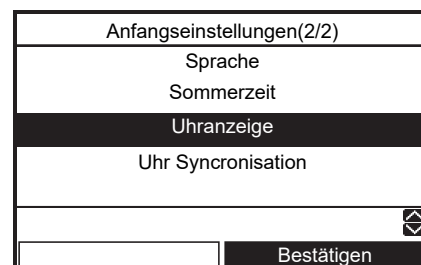 Anfangseinstellungen(2/2)
Sprache
Sommerzeit
Uhranzeige
Uhr Syncronisation
Bestätigen